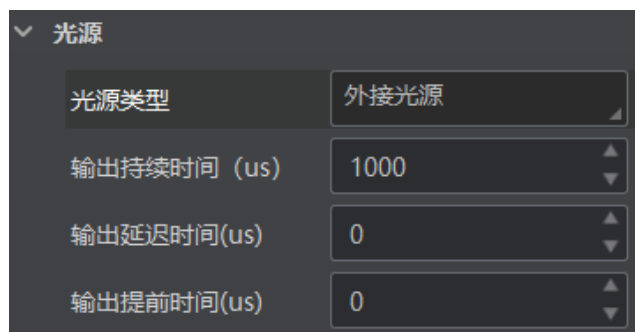 光源
光源类型 外接光源
输出持续时间（us） 1000
输出延迟时间(us) 0
输出提前时间(us) 0